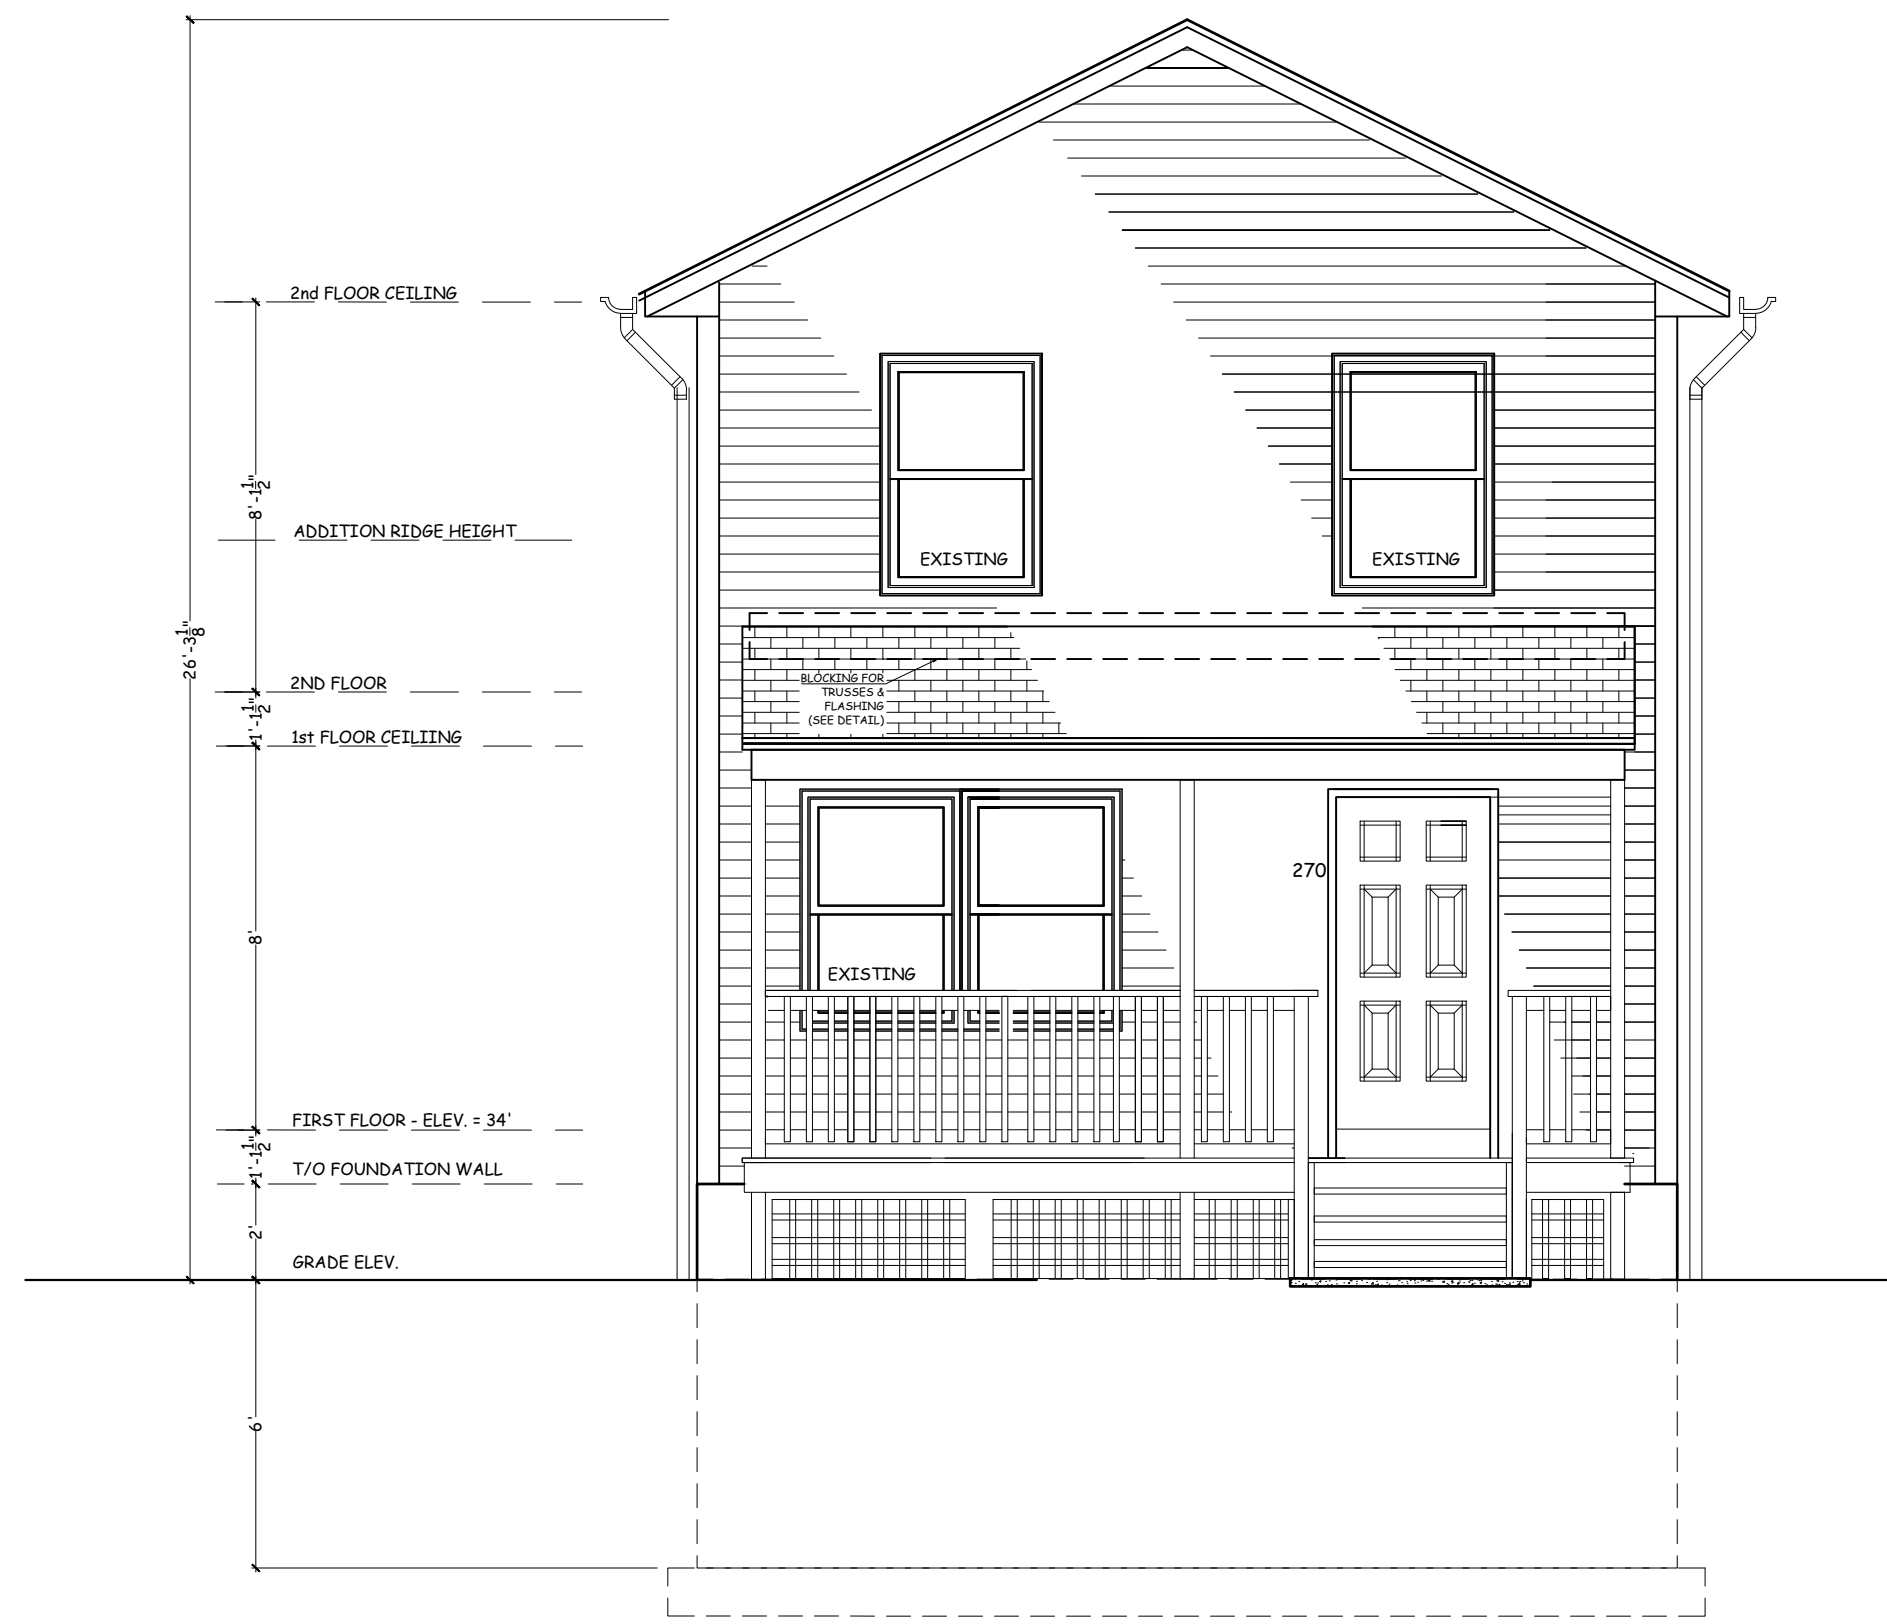 2nd FLOOR CEILING
8'-1 1/2"
ADDITION RIDGE HEIGHT
EXISTING
EXISTING
26'-3 1/8"
2ND FLOOR
BLOCKING FOR
TRUSSES &
FLASHING
(SEE DETAIL)
1'-1 1/2"
1st FLOOR CEILIING
270
8'
EXISTING
FIRST FLOOR - ELEV. = 34'
1'-1 1/2"
T/O FOUNDATION WALL
2'
GRADE ELEV.
6'